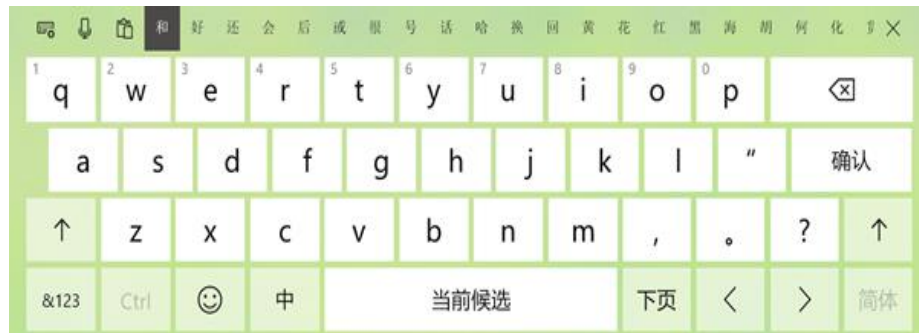 和 好 还 会 后 或 很 号 话 哈 换 回 黄 花 红 黑 海 胡 何 化
1 2 3 4 5 6 7 8 9 0
q w e r t y u i o p
a s d f g h j k l " 确认
z x c v b n m , 。 ?
&123 Ctrl 中 当前候选 下页 < > 简体